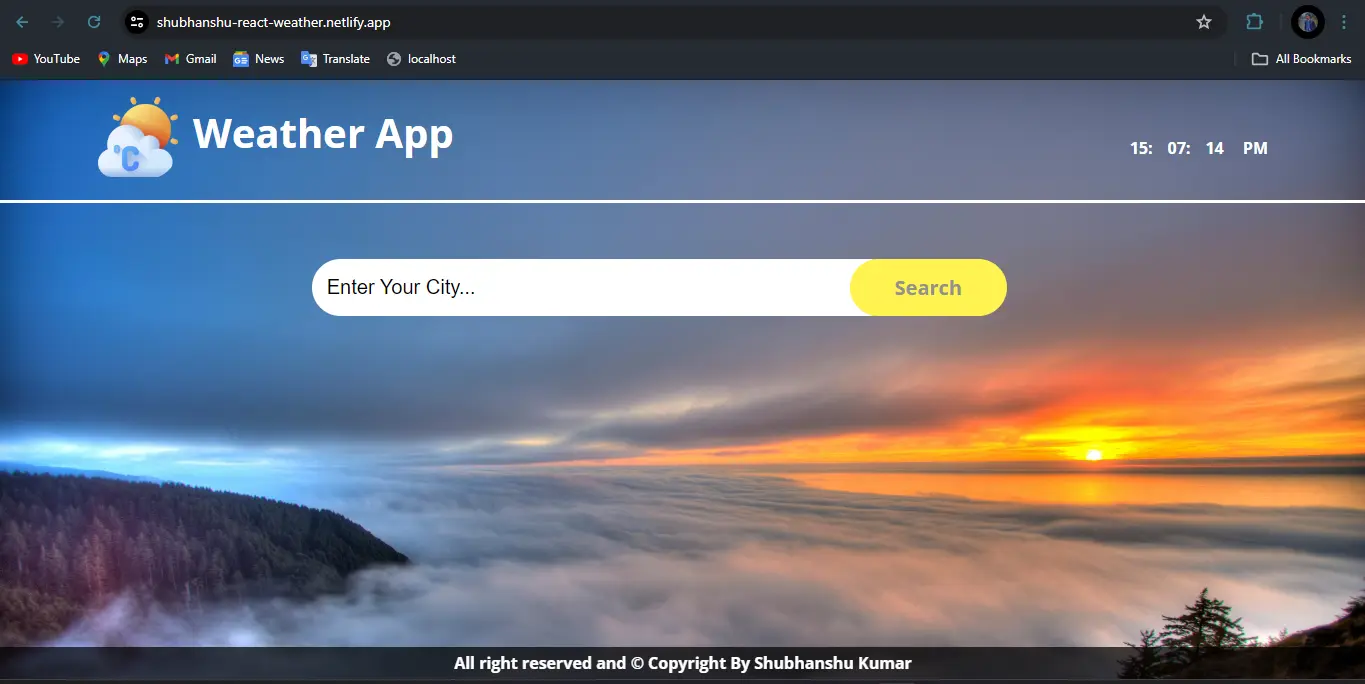 shubhanshu-react-weather.netlify.app
YouTube Maps Gmail News Translate localhost All Bookmarks
°C Weather App
15: 07: 14 PM
Enter Your City... Search
All right reserved and © Copyright By Shubhanshu Kumar